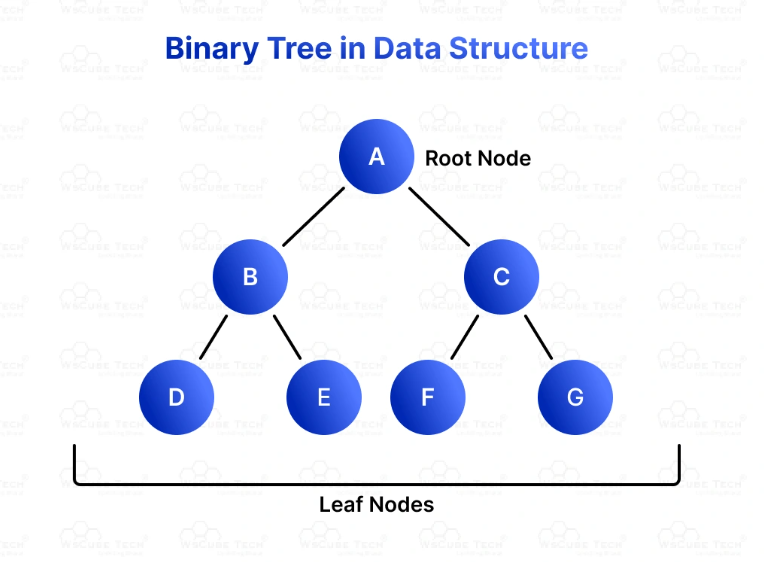 Binary Tree in Data Structure
A
Root Node
B
C
D
E
F
G
Leaf Nodes
WsCube Tech